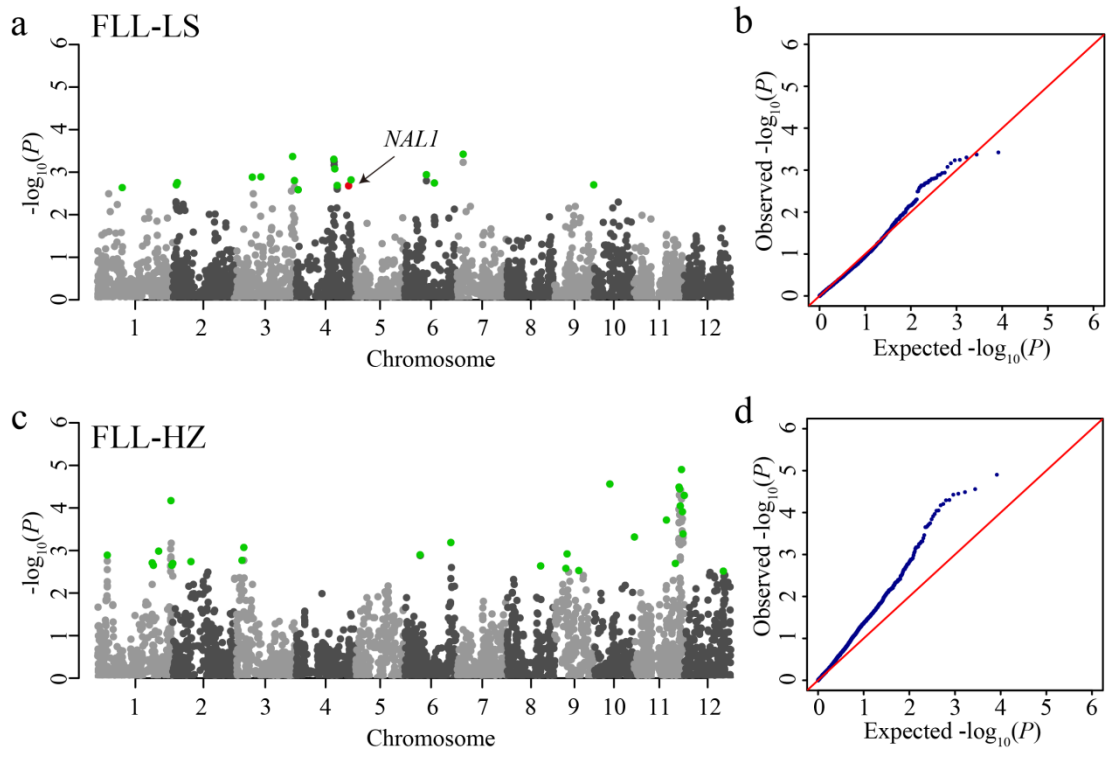 a FLL-LS
-log10(P)
6
5
4
3
2
1
0
NAL1
1 2 3 4 5 6 7 8 9 10 11 12
Chromosome
b
Observed -log10(P)
6
5
4
3
2
1
0
0 1 2 3 4 5 6
Expected -log10(P)
c FLL-HZ
-log10(P)
6
5
4
3
2
1
0
1 2 3 4 5 6 7 8 9 10 11 12
Chromosome
d
Observed -log10(P)
6
5
4
3
2
1
0
0 1 2 3 4 5 6
Expected -log10(P)